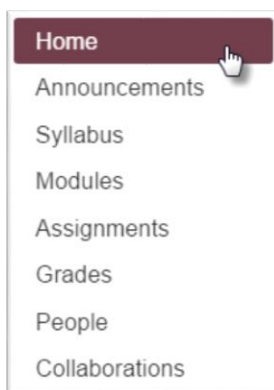 Home
Announcements
Syllabus
Modules
Assignments
Grades
People
Collaborations